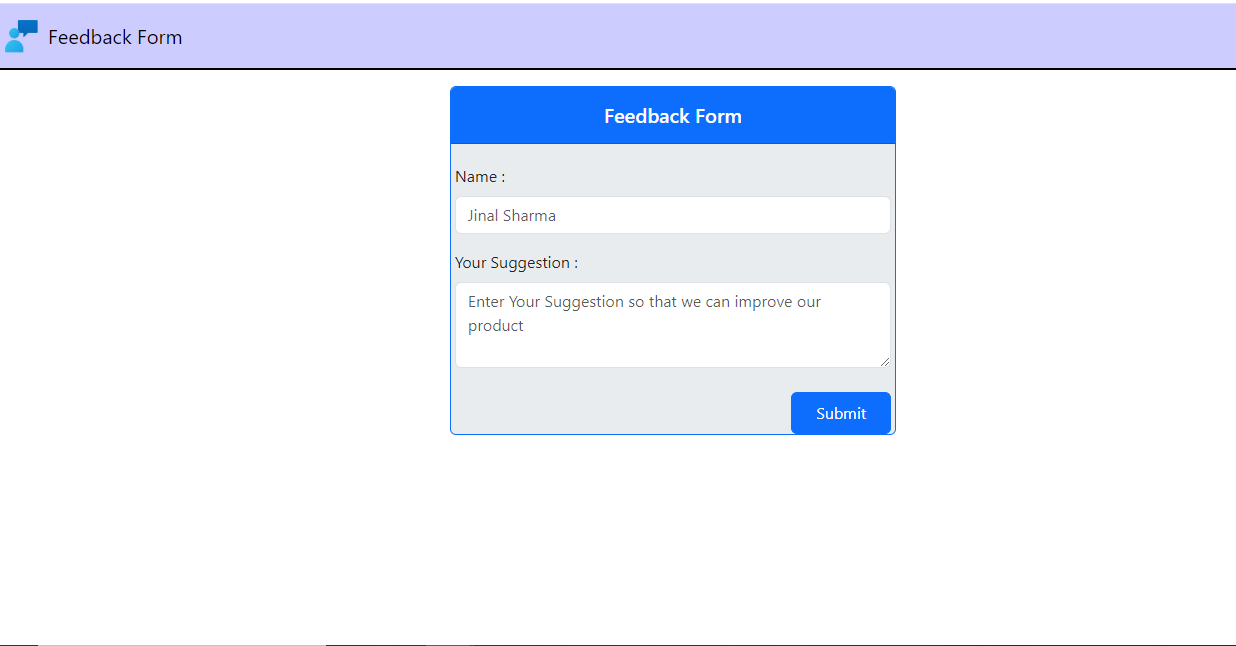 Feedback Form
Feedback Form
Name :
Jinal Sharma
Your Suggestion :
Enter Your Suggestion so that we can improve our
product
Submit